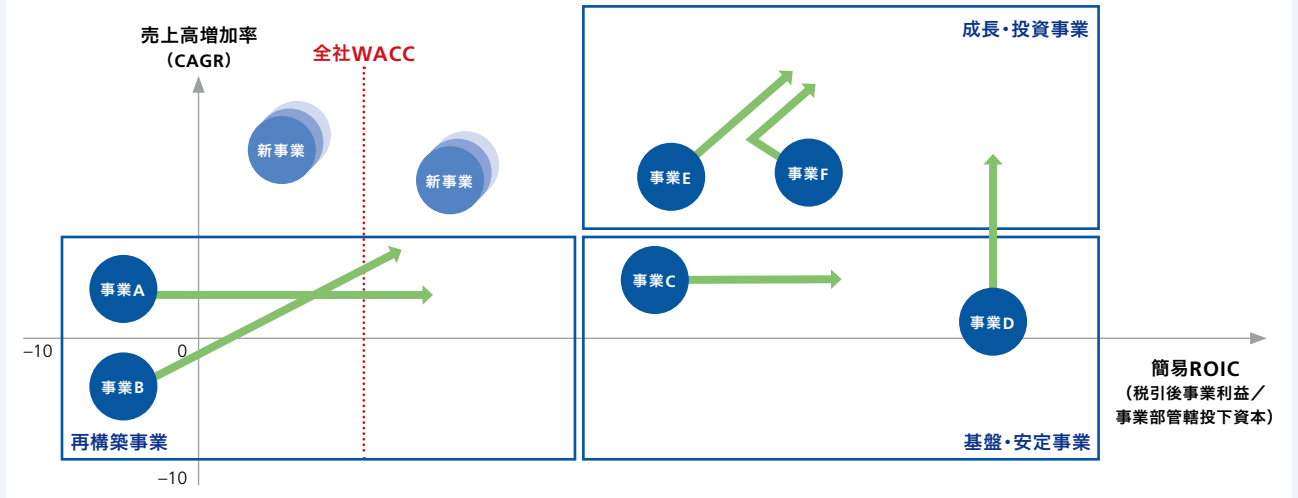 売上高増加率
（CAGR）
全社WACC
成長・投資事業
新事業
新事業
事業E
事業F
事業A
事業C
事業D
−10
0
事業B
簡易ROIC
（税引後事業利益／
事業部管轄投下資本）
再構築事業
基盤・安定事業
−10